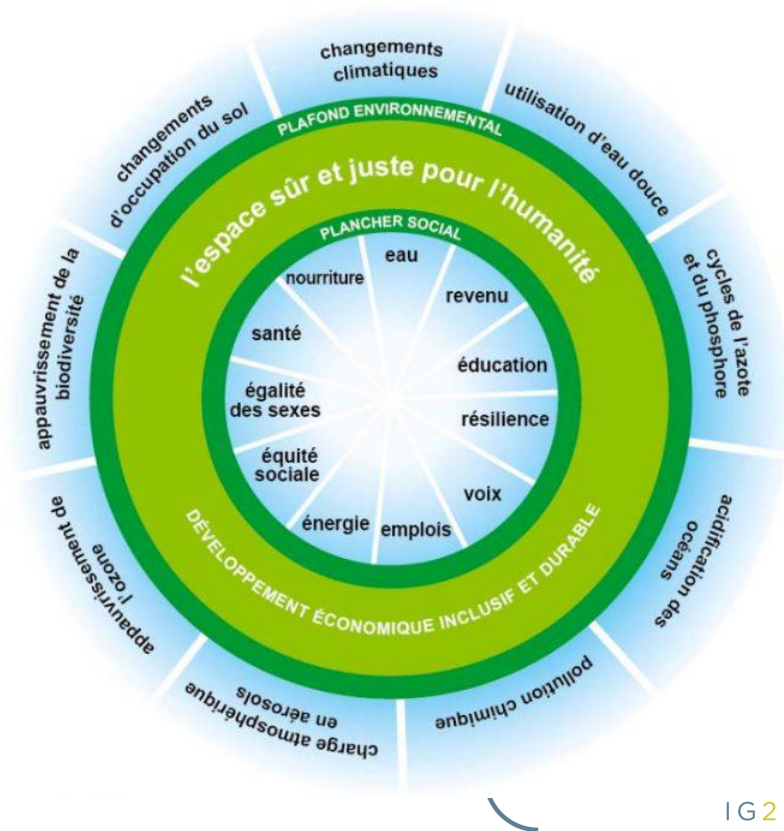 changements
climatiques
utilisation d'eau douce
cycles de l'azote
et du phosphore
acidification des
océans
pollution chimique
charge atmosphérique
en aérosols
appauvrissement de
l'ozone
appauvrissement de la
biodiversité
changements
d'occupation du sol
PLAFOND ENVIRONNEMENTAL
l'espace sûr et juste pour l'humanité
PLANCHER SOCIAL
eau
revenu
éducation
résilience
voix
emplois
énergie
équité
sociale
égalité
des sexes
santé
nourriture
DÉVELOPPEMENT ÉCONOMIQUE INCLUSIF ET DURABLE
IG2